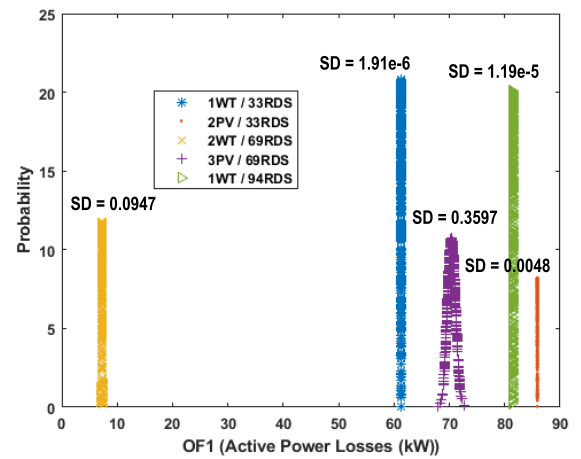 SD = 1.91e-6
SD = 1.19e-5
1WT / 33RDS
2PV / 33RDS
2WT / 69RDS
3PV / 69RDS
1WT / 94RDS
SD = 0.0947
SD = 0.3597
SD = 0.0048
Probability
25
20
15
10
5
0
0 10 20 30 40 50 60 70 80 90
OF1 (Active Power Losses (kW))